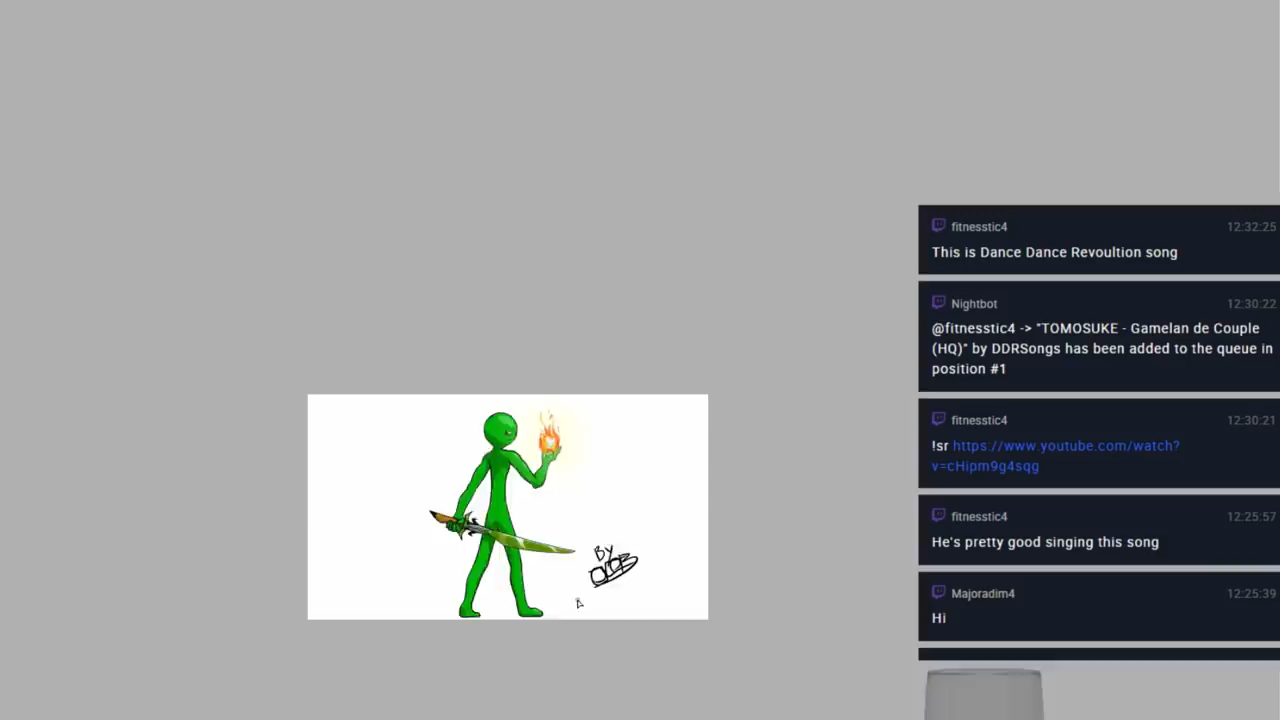 fitnesstic4 12:32:25
This is Dance Dance Revoultion song
Nightbot 12:30:22
@fitnesstic4 -> "TOMOSUKE - Gamelan de Couple
(HQ)" by DDRSongs has been added to the queue in
position #1
fitnesstic4 12:30:21
!sr https://www.youtube.com/watch?
v=cHipm9g4sqg
fitnesstic4 12:25:57
He's pretty good singing this song
Majoradim4 12:25:39
Hi
BY